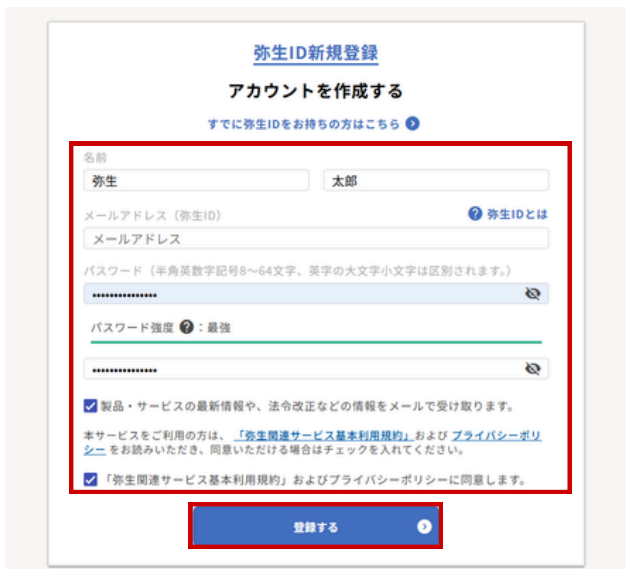 弥生ID新規登録
アカウントを作成する
すでに弥生IDをお持ちの方はこちら
名前
弥生 太郎
メールアドレス（弥生ID） ? 弥生IDとは
メールアドレス
パスワード（半角英数字記号8〜64文字、英字の大文字小文字は区別されます。）
•••••••••••••••
パスワード強度 ? ：最強
•••••••••••••••
製品・サービスの最新情報や、法令改正などの情報をメールで受け取ります。
本サービスをご利用の方は、「弥生関連サービス基本利用規約」および プライバシーポリ
シー をお読みいただき、同意いただける場合はチェックを入れてください。
「弥生関連サービス基本利用規約」およびプライバシーポリシーに同意します。
登録する